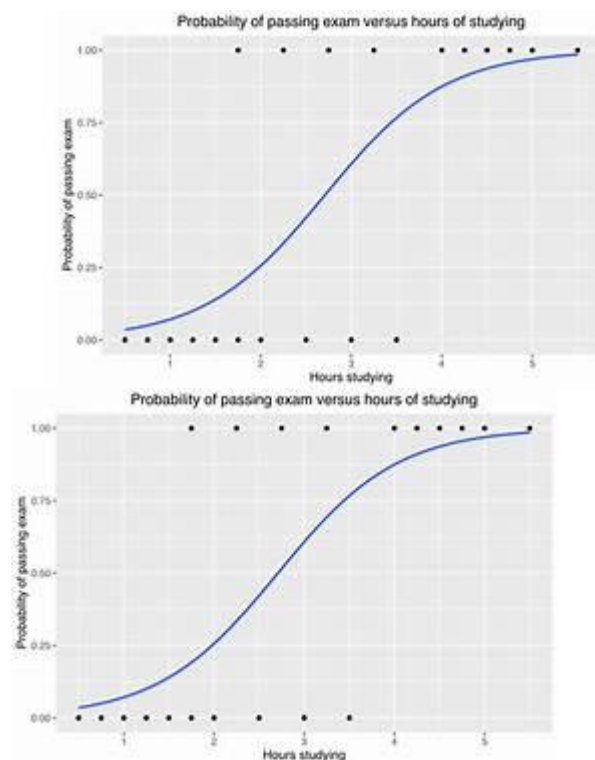 Probability of passing exam versus hours of studying
Probability of passing exam
1.00
0.75
0.50
0.25
0.00
1 2 3 4 5
Hours studying
Probability of passing exam versus hours of studying
Probability of passing exam
1.00
0.75
0.50
0.25
0.00
1 2 3 4 5
Hours studying